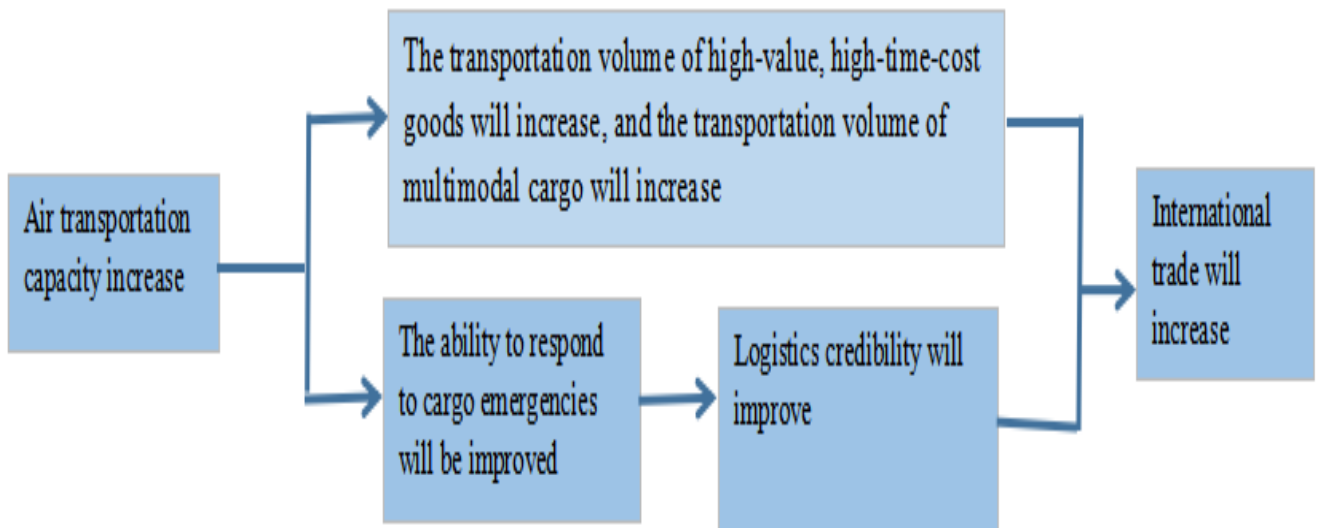 Air transportation
capacity increase
The transportation volume of high-value, high-time-cost
goods will increase, and the transportation volume of
multimodal cargo will increase
The ability to respond
to cargo emergencies
will be improved
Logistics credibility will
improve
International
trade will
increase